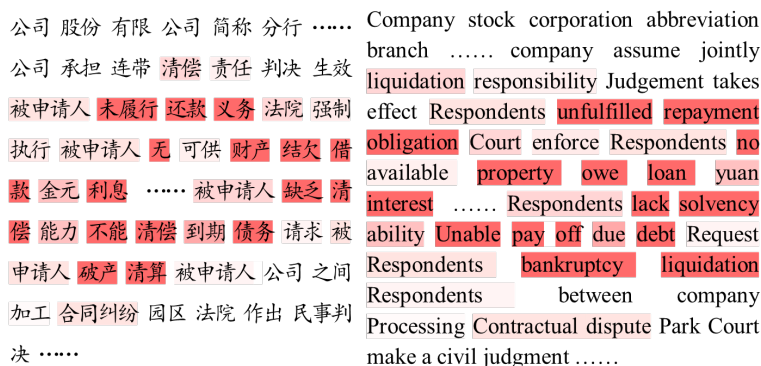 公司 股份 有限 公司 简称 分行 ……
公司 承担 连带 清偿 责任 判决 生效
被申请人 未履行 还款 义务 法院 强制
执行 被申请人 无 可供 财产 结欠 借
款 金元 利息 …… 被申请人 缺乏 清
偿 能力 不能 清偿 到期 债务 请求 被
申请人 破产 清算 被申请人 公司 之间
加工 合同纠纷 园区 法院 作出 民事判
决 ……
Company stock corporation abbreviation
branch …… company assume jointly
liquidation responsibility Judgement takes
effect Respondents unfulfilled repayment
obligation Court enforce Respondents no
available property owe loan yuan
interest …… Respondents lack solvency
ability Unable pay off due debt Request
Respondents bankruptcy liquidation
Respondents between company
Processing Contractual dispute Park Court
make a civil judgment ……